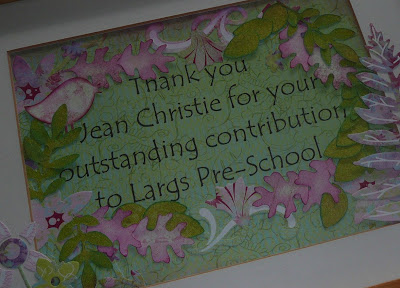 Thank you
Jean Christie for your
outstanding contribution
to Largs Pre-School